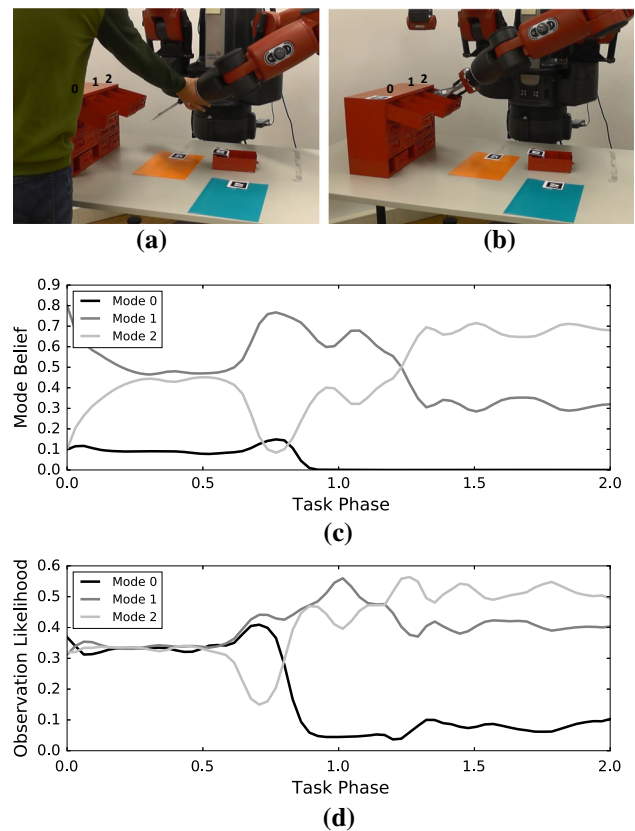 0 1 2
0 1 2
(a)
(b)
0.9
0.8
0.7
0.6
0.5
0.4
0.3
0.2
0.1
0.0
Mode Belief
Mode 0
Mode 1
Mode 2
0.0 0.5 1.0 1.5 2.0
Task Phase
(c)
0.6
0.5
0.4
0.3
0.2
0.1
0.0
Observation Likelihood
Mode 0
Mode 1
Mode 2
0.0 0.5 1.0 1.5 2.0
Task Phase
(d)